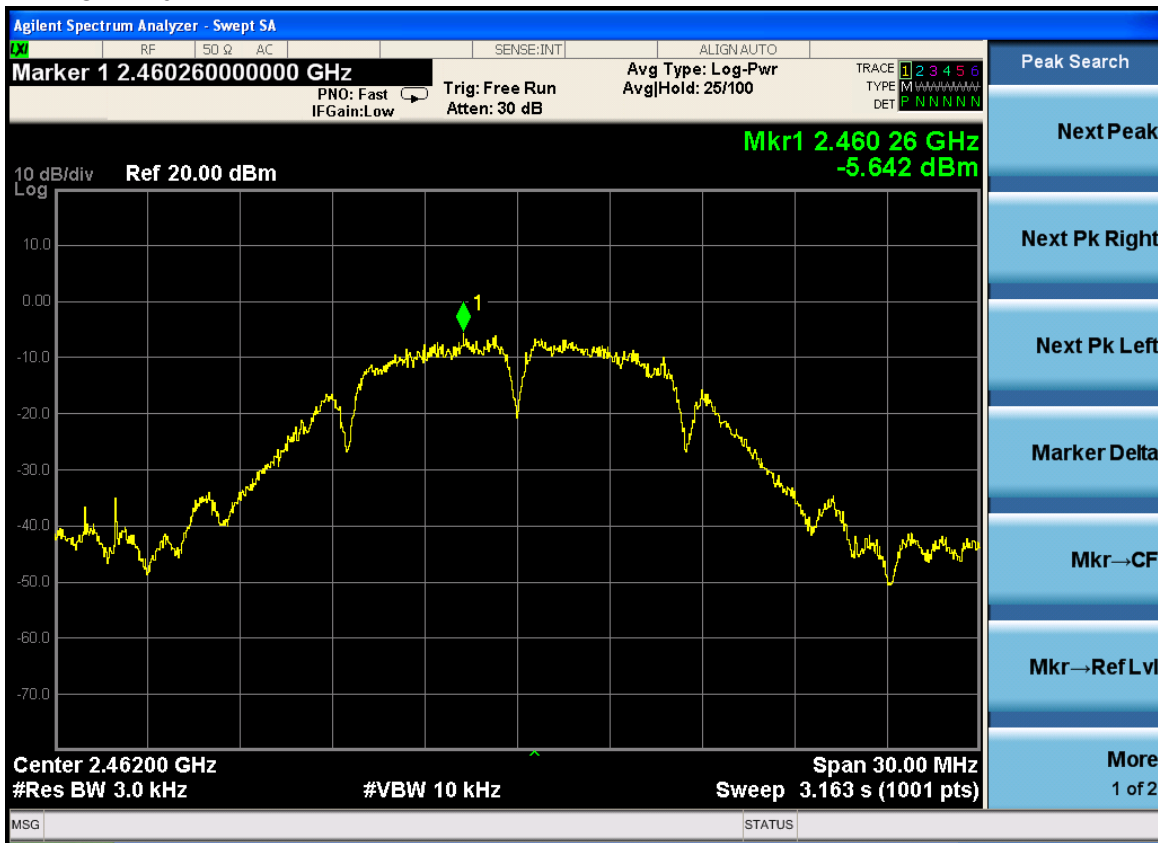 Agilent Spectrum Analyzer - Swept SA
LXI RF 50 Ω AC SENSE:INT ALIGN AUTO
Marker 1 2.460260000000 GHz
PNO: Fast
IFGain:Low
Trig: Free Run
Atten: 30 dB
Avg Type: Log-Pwr
Avg|Hold: 25/100
TRACE 1 2 3 4 5 6
TYPE M
DET P N N N N N
Mkr1 2.460 26 GHz
-5.642 dBm
10 dB/div Ref 20.00 dBm
Log
10.0
0.00
-10.0
-20.0
-30.0
-40.0
-50.0
-60.0
-70.0
1
Center 2.46200 GHz Span 30.00 MHz
#Res BW 3.0 kHz #VBW 10 kHz Sweep 3.163 s (1001 pts)
MSG STATUS
Peak Search
Next Peak
Next Pk Right
Next Pk Left
Marker Delta
Mkr→CF
Mkr→Ref Lvl
More
1 of 2